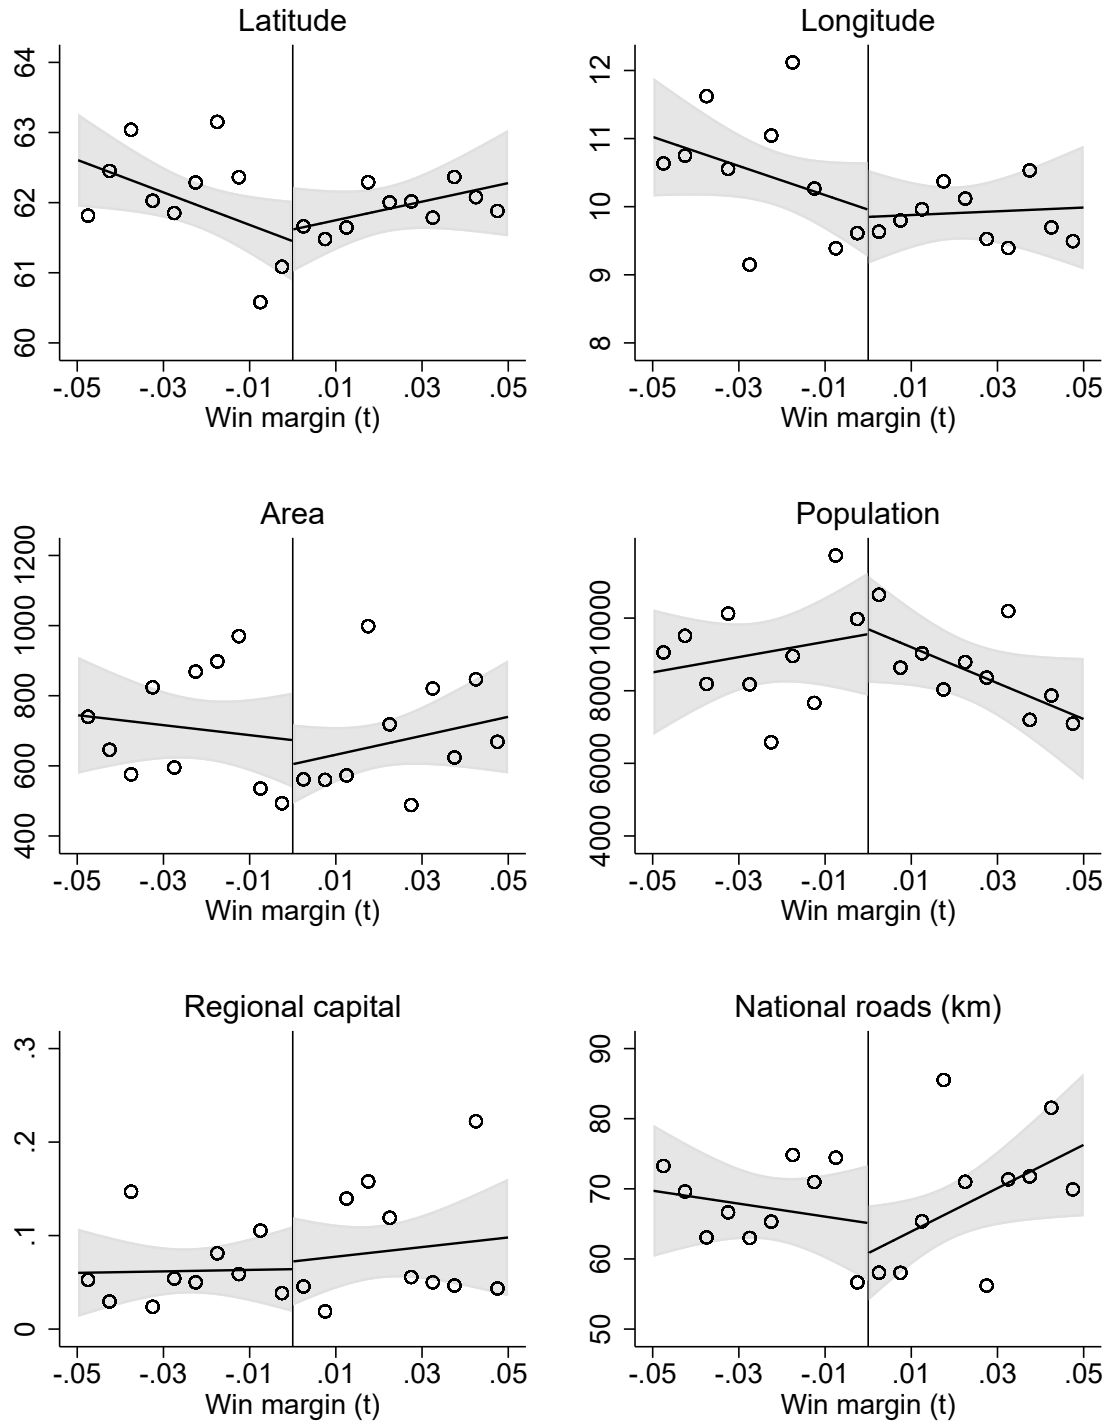 Latitude
64
63
62
61
60
-.05 -.03 -.01 .01 .03 .05
Win margin (t)
Longitude
12
11
10
9
8
-.05 -.03 -.01 .01 .03 .05
Win margin (t)
Area
1200
1000
800
600
400
-.05 -.03 -.01 .01 .03 .05
Win margin (t)
Population
10000
8000
6000
4000
-.05 -.03 -.01 .01 .03 .05
Win margin (t)
Regional capital
.3
.2
.1
0
-.05 -.03 -.01 .01 .03 .05
Win margin (t)
National roads (km)
90
80
70
60
50
-.05 -.03 -.01 .01 .03 .05
Win margin (t)